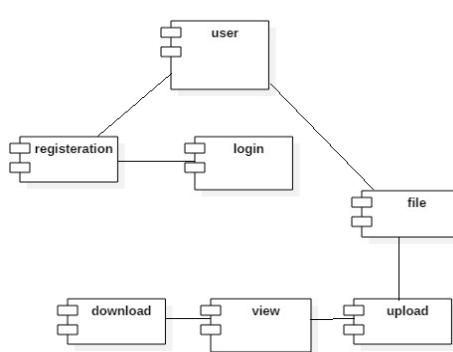 user
registeration
login
file
download
view
upload